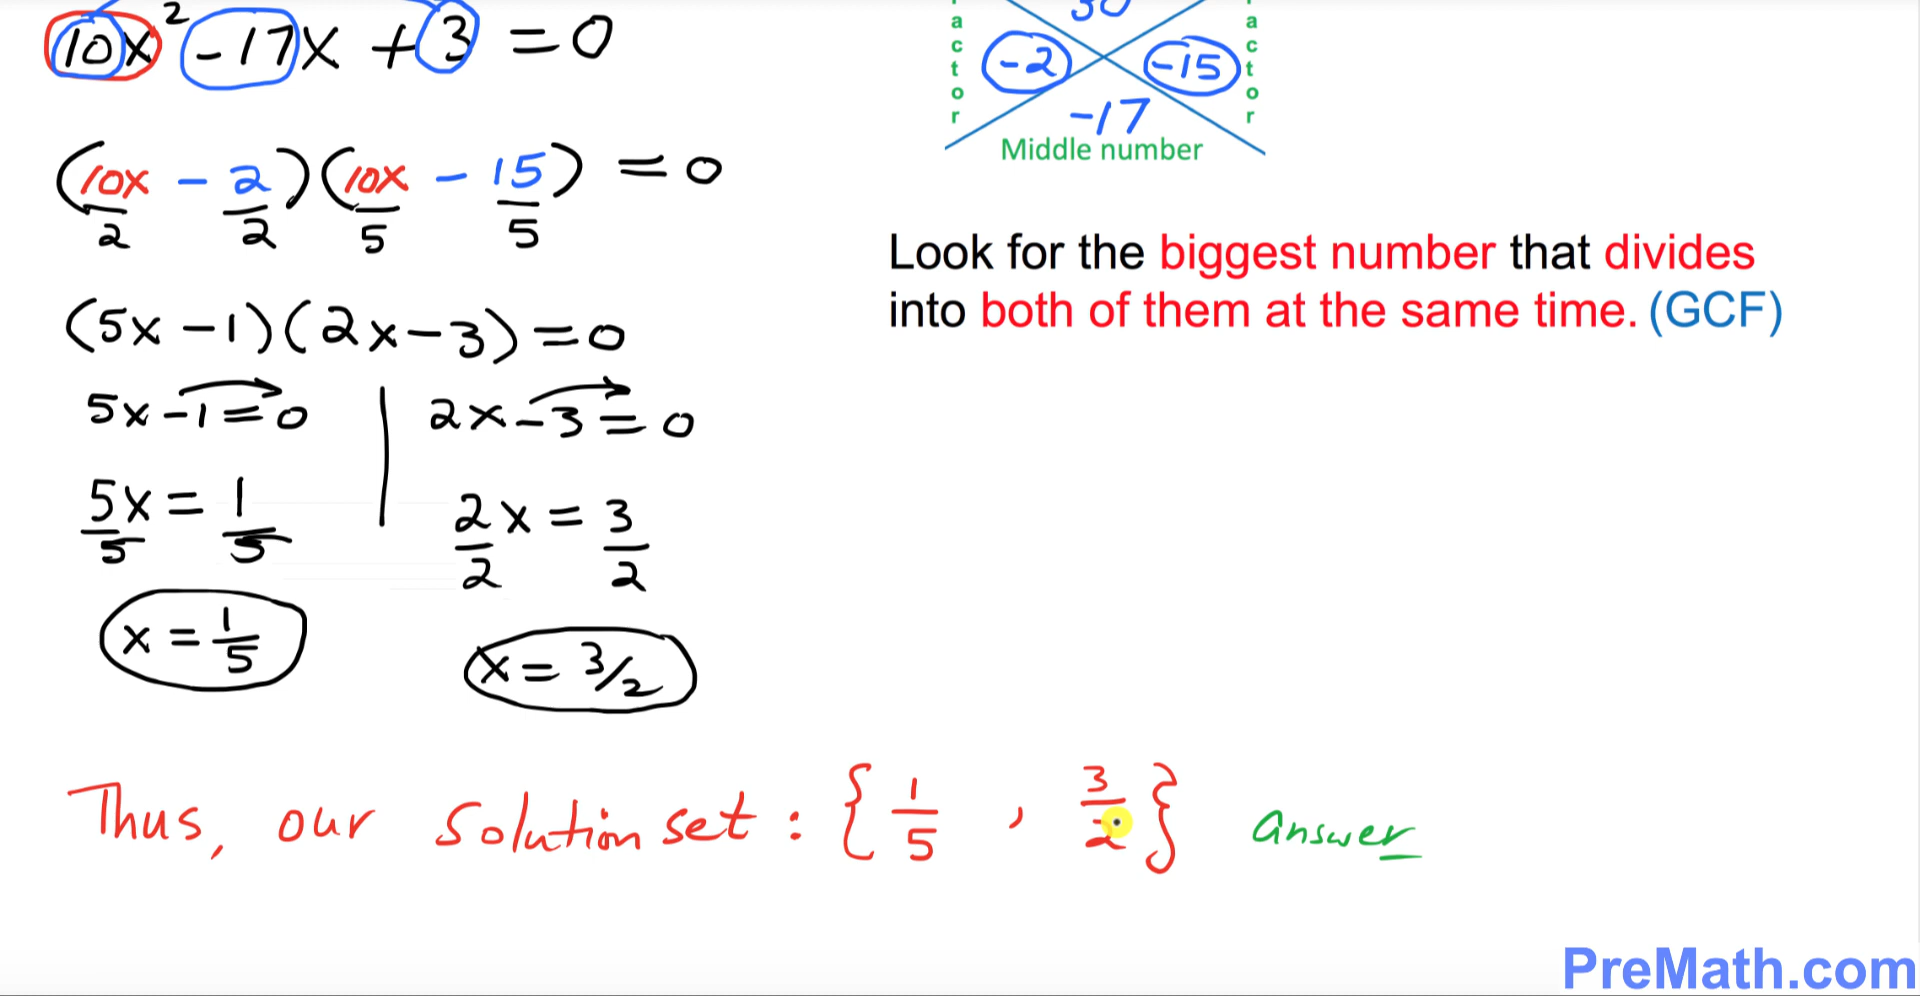 10x² - 17x + 3 = 0
(10x/2 - 2/2)(10x/5 - 15/5) = 0
(5x - 1)(2x - 3) = 0
5x - 1 = 0
5x/5 = 1/5
x = 1/5
2x - 3 = 0
2x/2 = 3/2
x = 3/2
Thus, our solution set : { 1/5 , 3/2 } answer
30
-2
-15
-17
Middle number
Look for the biggest number that divides
into both of them at the same time. (GCF)
PreMath.com